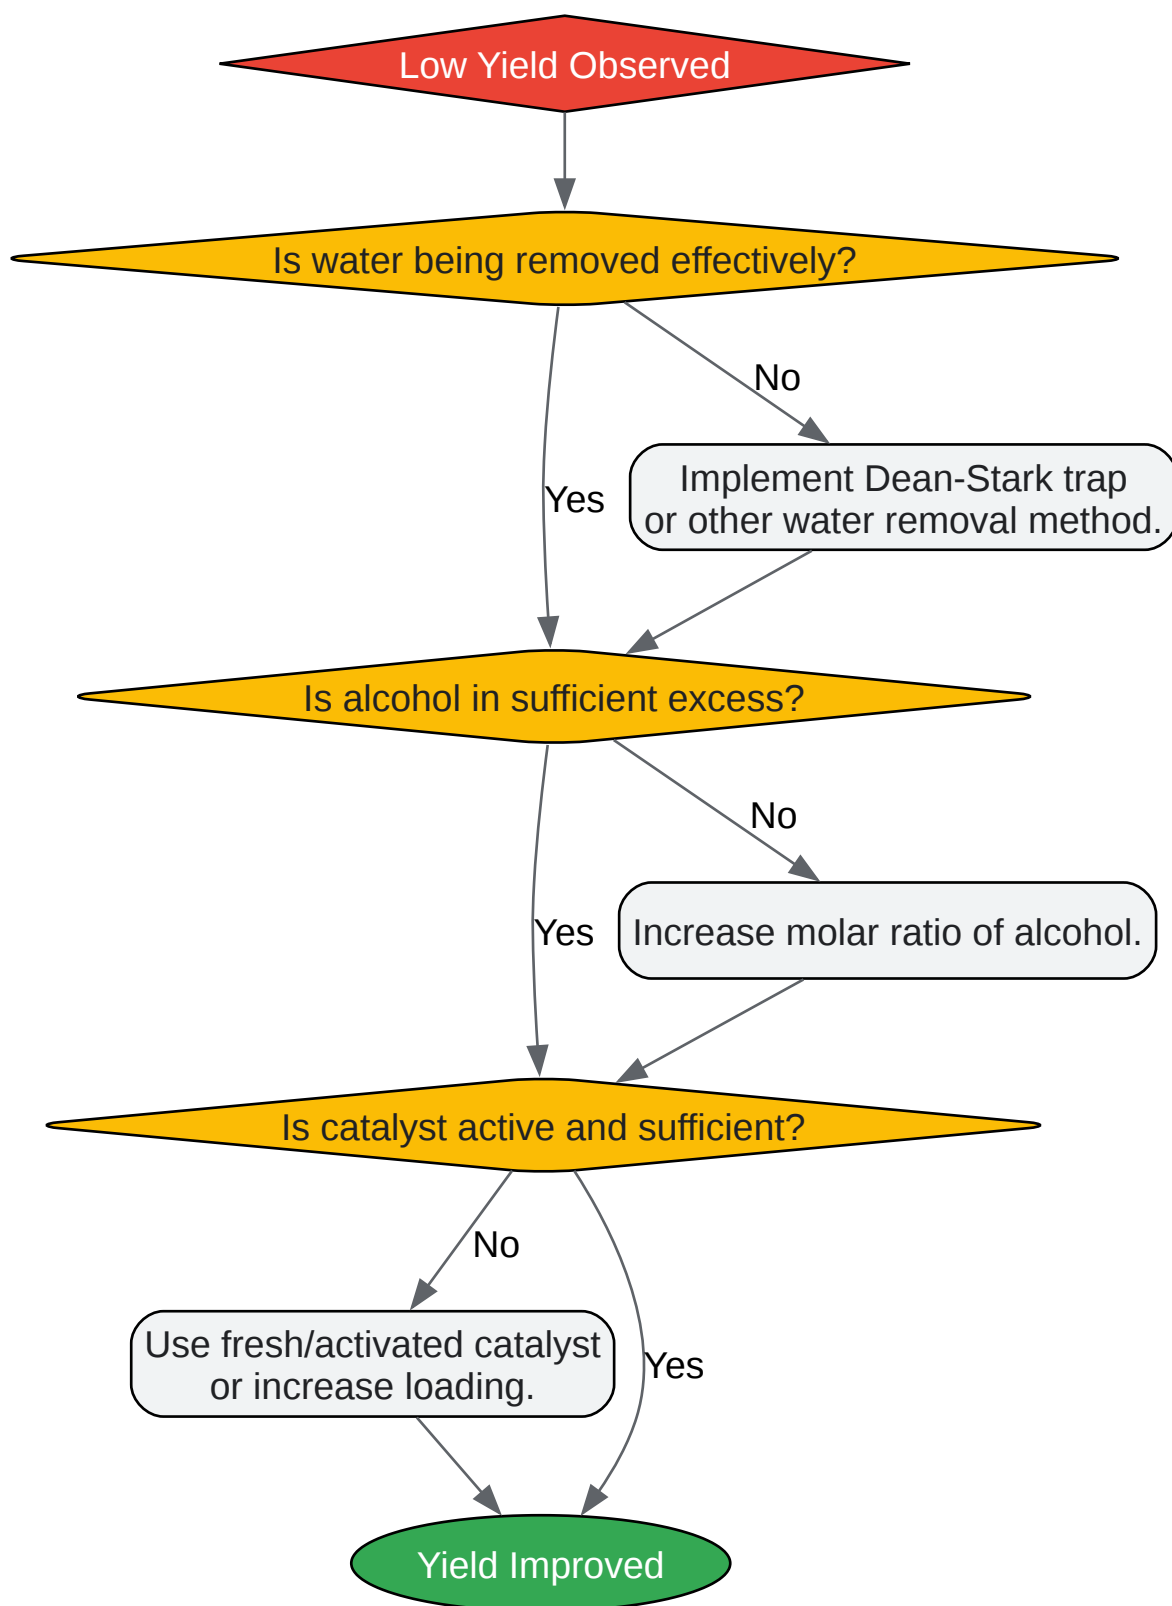 Low Yield Observed
Is water being removed effectively?
No
Yes
Implement Dean-Stark trap
or other water removal method.
Is alcohol in sufficient excess?
No
Yes
Increase molar ratio of alcohol.
Is catalyst active and sufficient?
No
Use fresh/activated catalyst
or increase loading.
Yes
Yield Improved